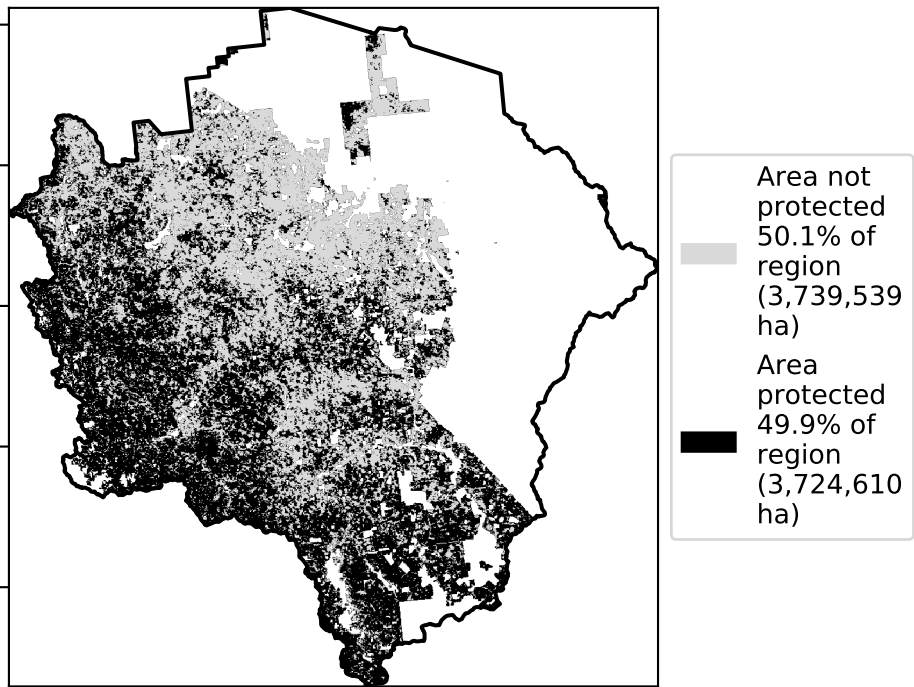 Area not
protected
50.1% of
region
(3,739,539
ha)
Area
protected
49.9% of
region
(3,724,610
ha)